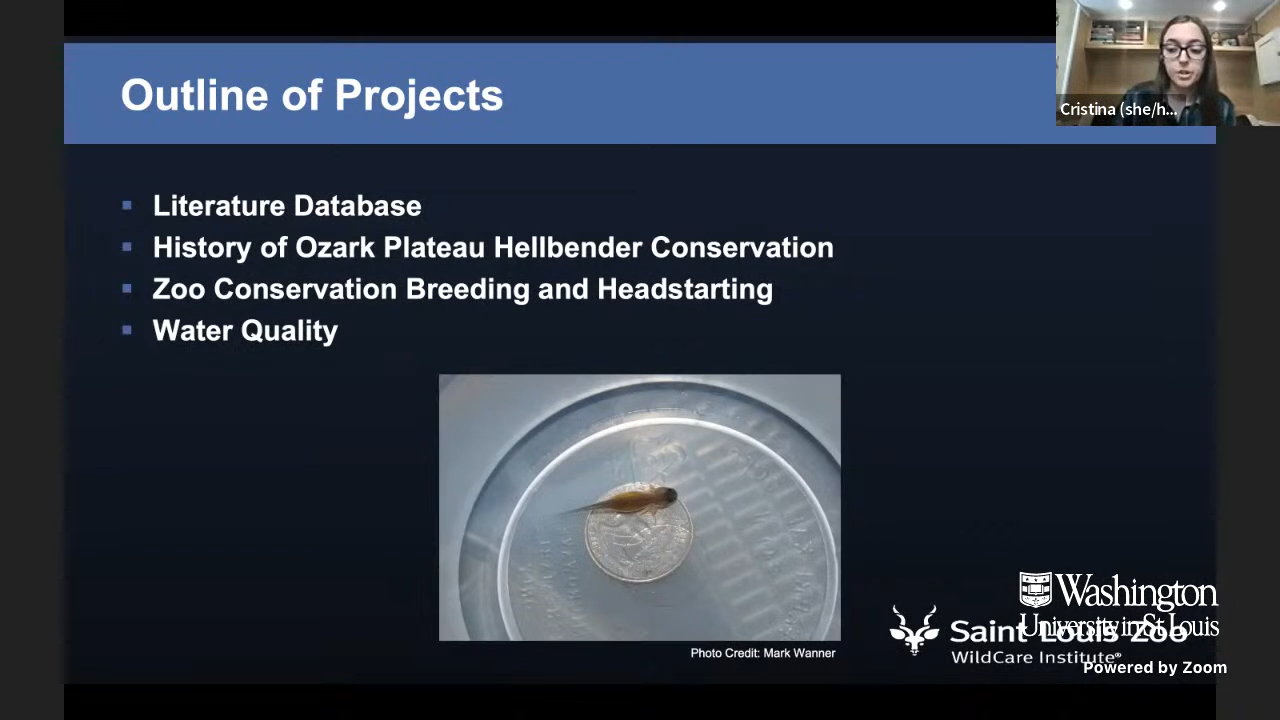 Outline of Projects
Cristina (she/h...
Literature Database
History of Ozark Plateau Hellbender Conservation
Zoo Conservation Breeding and Headstarting
Water Quality
Photo Credit: Mark Wanner
Washington
University in St. Louis
Saint Louis Zoo
WildCare Institute®
Powered by Zoom